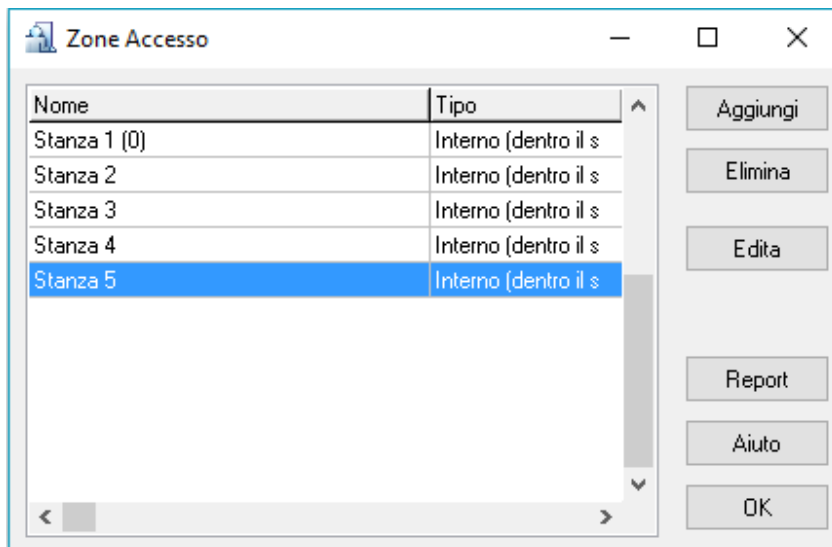 Zone Accesso
Nome Tipo
Stanza 1 (0) Interno (dentro il s
Stanza 2 Interno (dentro il s
Stanza 3 Interno (dentro il s
Stanza 4 Interno (dentro il s
Stanza 5 Interno (dentro il s
Aggiungi
Elimina
Edita
Report
Aiuto
OK